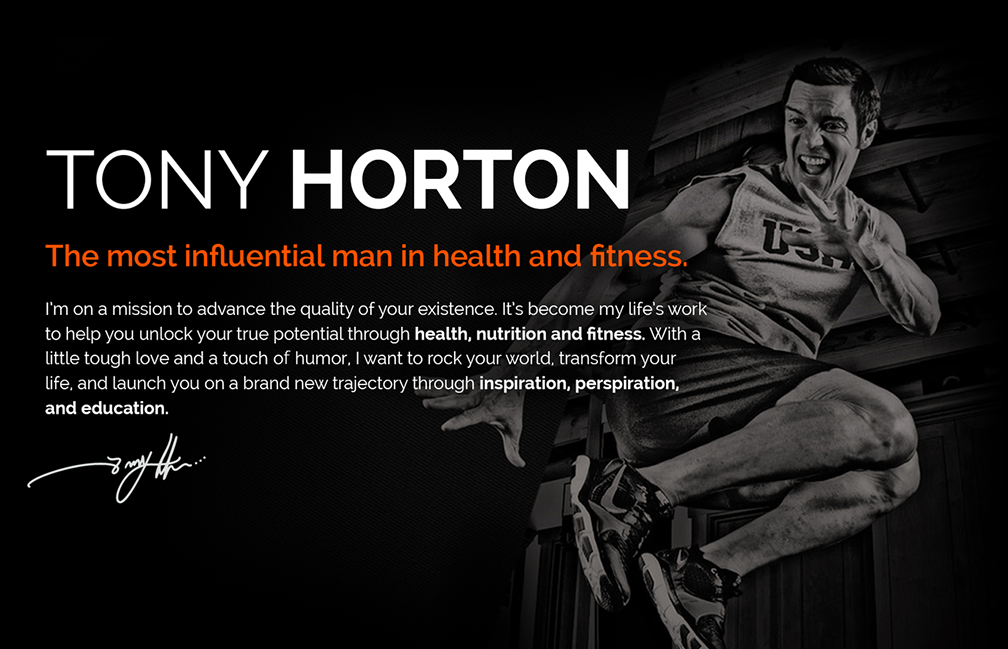 TONY HORTON
The most influential man in health and fitness.
I'm on a mission to advance the quality of your existence. It's become my life's work
to help you unlock your true potential through health, nutrition and fitness. With a
little tough love and a touch of humor, I want to rock your world, transform your
life, and launch you on a brand new trajectory through inspiration, perspiration,
and education.